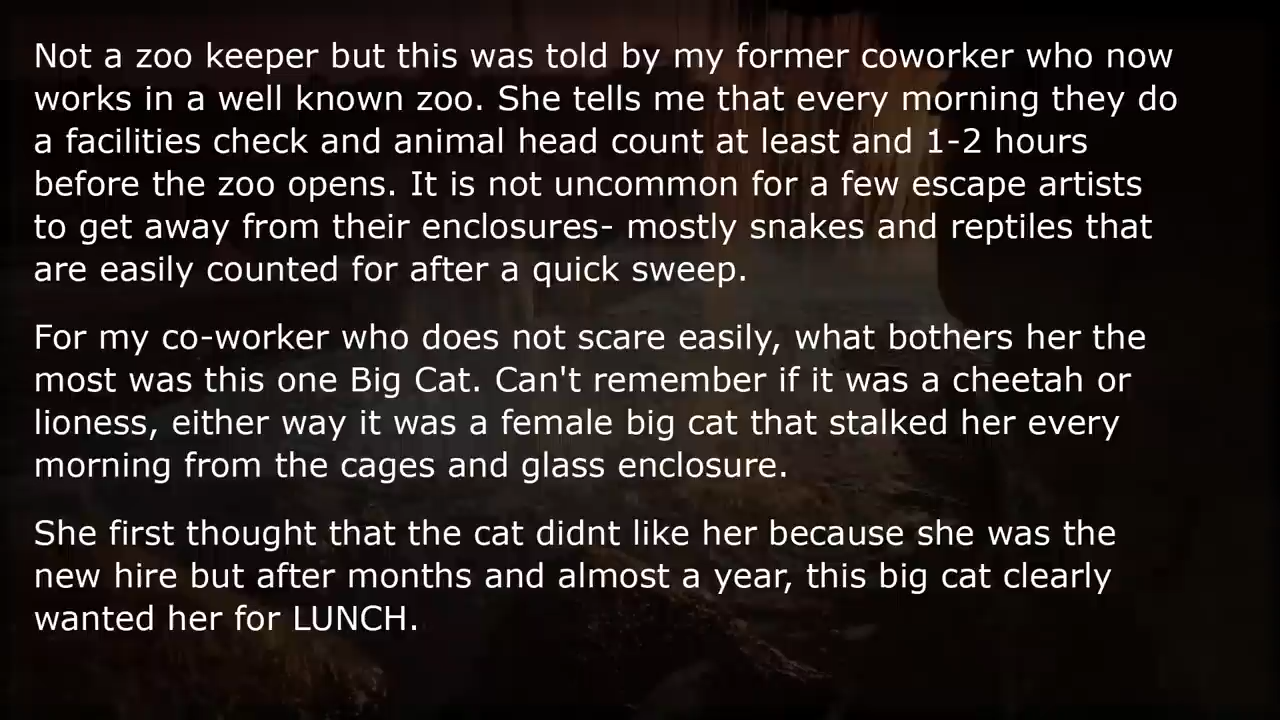 Not a zoo keeper but this was told by my former coworker who now
works in a well known zoo. She tells me that every morning they do
a facilities check and animal head count at least and 1-2 hours
before the zoo opens. It is not uncommon for a few escape artists
to get away from their enclosures- mostly snakes and reptiles that
are easily counted for after a quick sweep.
For my co-worker who does not scare easily, what bothers her the
most was this one Big Cat. Can't remember if it was a cheetah or
lioness, either way it was a female big cat that stalked her every
morning from the cages and glass enclosure.
She first thought that the cat didnt like her because she was the
new hire but after months and almost a year, this big cat clearly
wanted her for LUNCH.